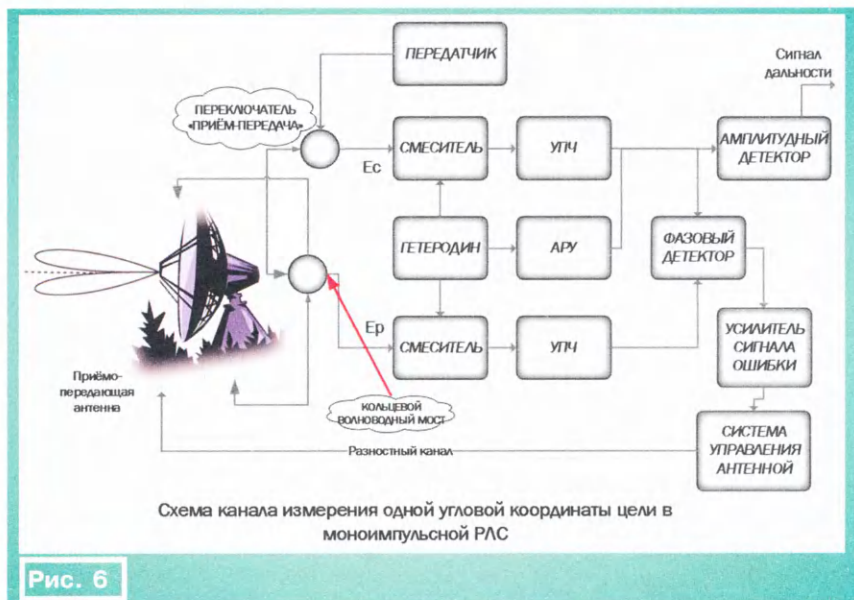 ПЕРЕДАТЧИК
Сигнал
дальности
ПЕРЕКЛЮЧАТЕЛЬ
«ПРИЁМ-ПЕРЕДАЧА»
Ес
СМЕСИТЕЛЬ
УПЧ
АМПЛИТУДНЫЙ
ДЕТЕКТОР
ГЕТЕРОДИН
АРУ
ФАЗОВЫЙ
ДЕТЕКТОР
Ер
СМЕСИТЕЛЬ
УПЧ
УСИЛИТЕЛЬ
СИГНАЛА
ОШИБКИ
Приёмо-
передающая
антенна
КОЛЬЦЕВОЙ
ВОЛНОВОДНЫЙ МОСТ
СИСТЕМА
УПРАВЛЕНИЯ
АНТЕННОЙ
Разностный канал
Схема канала измерения одной угловой координаты цели в
моноимпульсной РЛС
Рис. 6